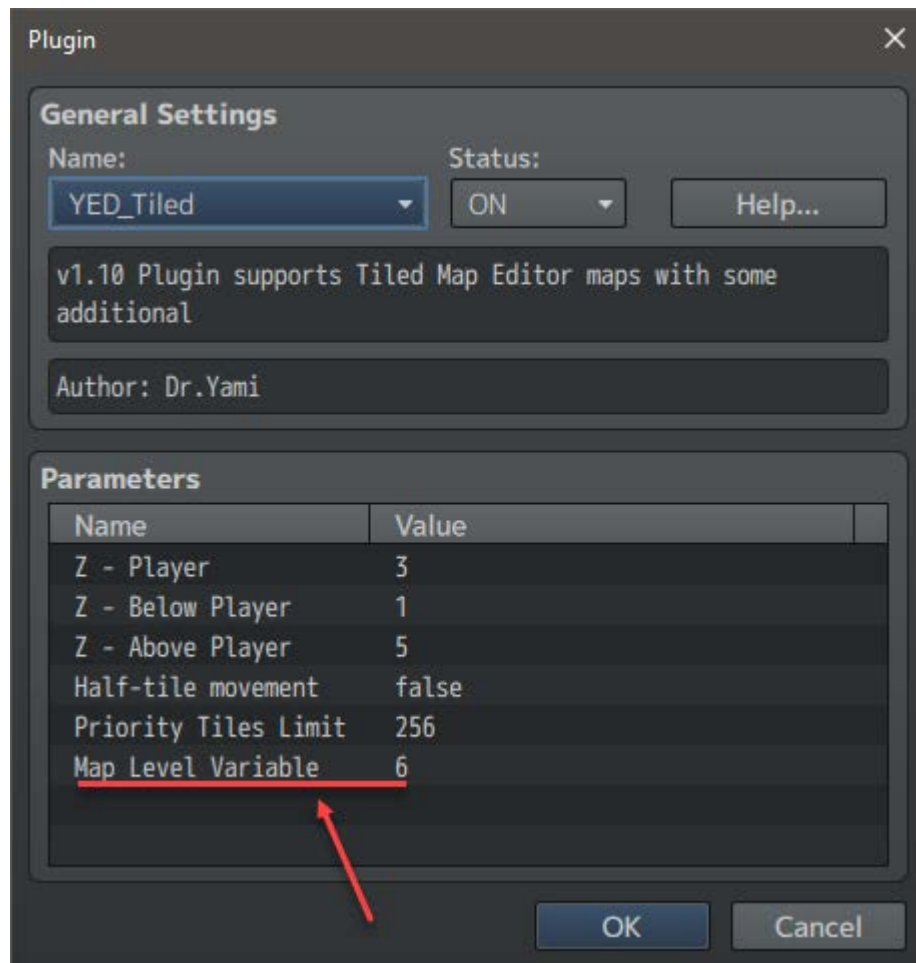 Plugin
General Settings
Name:
Status:
YED_Tiled
ON
Help...
v1.10 Plugin supports Tiled Map Editor maps with some
additional
Author: Dr.Yami
Parameters
Name Value
Z - Player 3
Z - Below Player 1
Z - Above Player 5
Half-tile movement false
Priority Tiles Limit 256
Map Level Variable 6
OK
Cancel